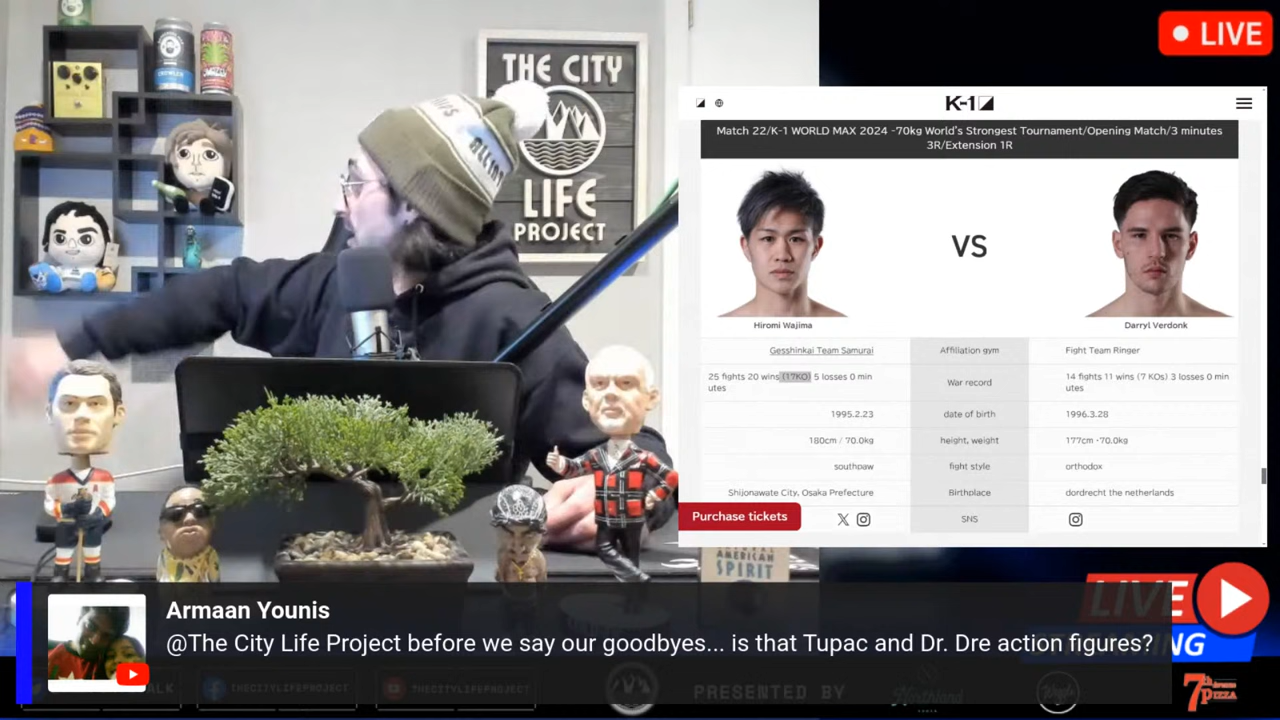 LIVE
THE CITY
LIFE
PROJECT
K-1
Match 22/K-1 WORLD MAX 2024 -70kg World's Strongest Tournament/Opening Match/3 minutes
3R/Extension 1R
VS
Hiromi Wajima
Darryl Verdonk
Gesshinkai Team Samurai
Affiliation gym
Fight Team Ringer
25 fights 20 wins (17KO) 5 losses 0 min
utes
War record
14 fights 11 wins (7 KOs) 3 losses 0 min
utes
1995.2.23
date of birth
1996.3.28
180cm / 70.0kg
height, weight
177cm ・70.0kg
southpaw
fight style
orthodox
Shijonawate City, Osaka Prefecture
Birthplace
dordrecht the netherlands
Purchase tickets
SNS
AMERICAN
SPIRIT
LIVE
Armaan Younis
@The City Life Project before we say our goodbyes... is that Tupac and Dr. Dre action figures?
THECITYLIFEPROJECT
THECITYLIFEPROJECT
PRESENTED BY
Northland
7th
PIZZA